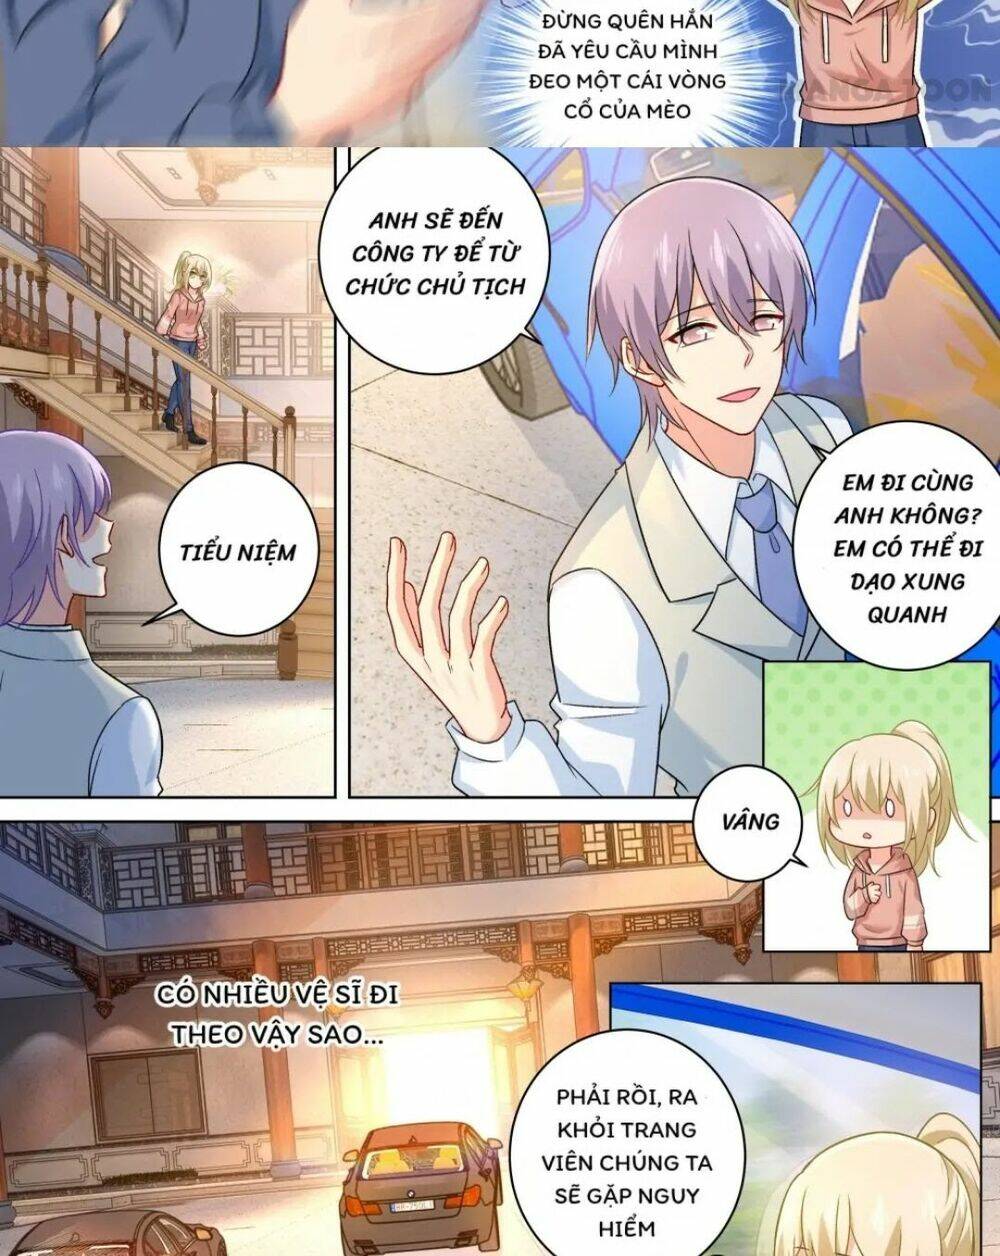 ĐỪNG QUÊN HẮN
ĐÃ YÊU CẦU MÌNH
ĐEO MỘT CÁI VÒNG
CỔ CỦA MÈO
MANGATOON
ANH SẼ ĐẾN
CÔNG TY ĐỂ TỪ
CHỨC CHỦ TỊCH
TIỂU NIỆM
EM ĐI CÙNG
ANH KHÔNG?
EM CÓ THỂ ĐI
DẠO XUNG
QUANH
VÂNG
CÓ NHIỀU VỆ SĨ ĐI
THEO VẬY SAO...
PHẢI RỒI, RA
KHỎI TRANG
VIÊN CHÚNG TA
SẼ GẶP NGUY
HIỂM